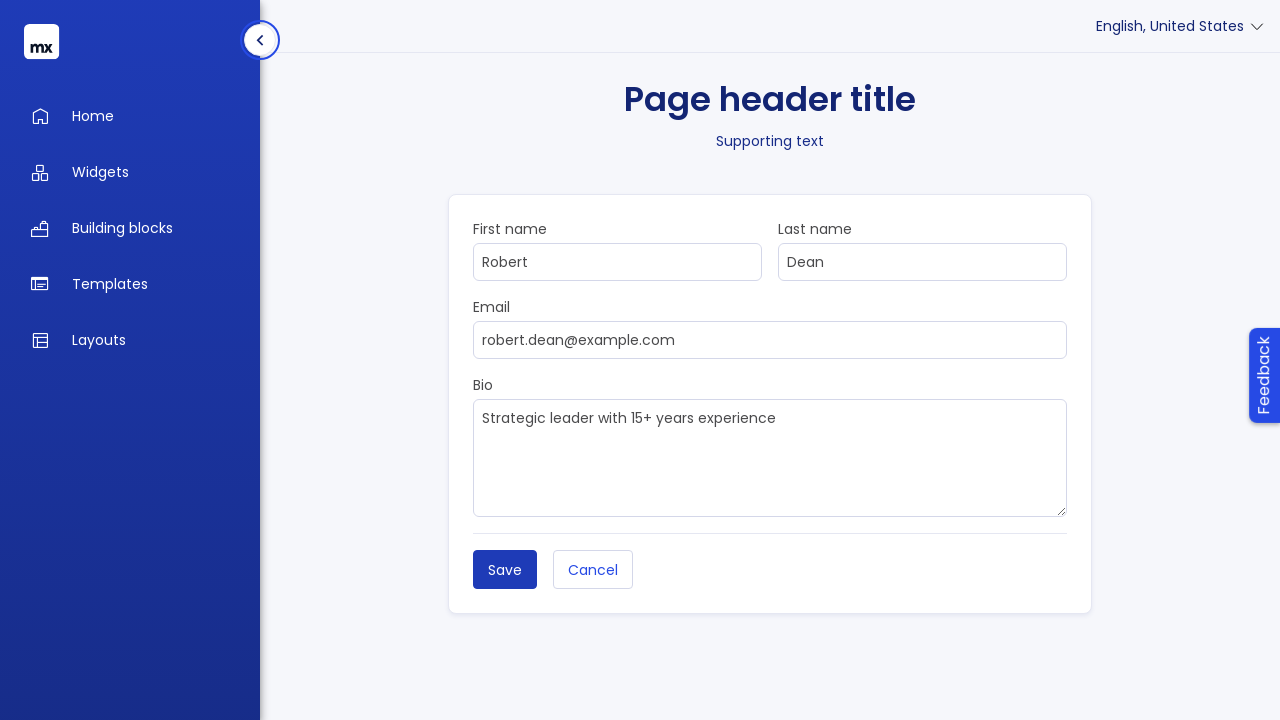 mx
English, United States
Home
Widgets
Building blocks
Templates
Layouts
Page header title
Supporting text
First name
Last name
Robert
Dean
Email
robert.dean@example.com
Bio
Strategic leader with 15+ years experience
Save
Cancel
Feedback